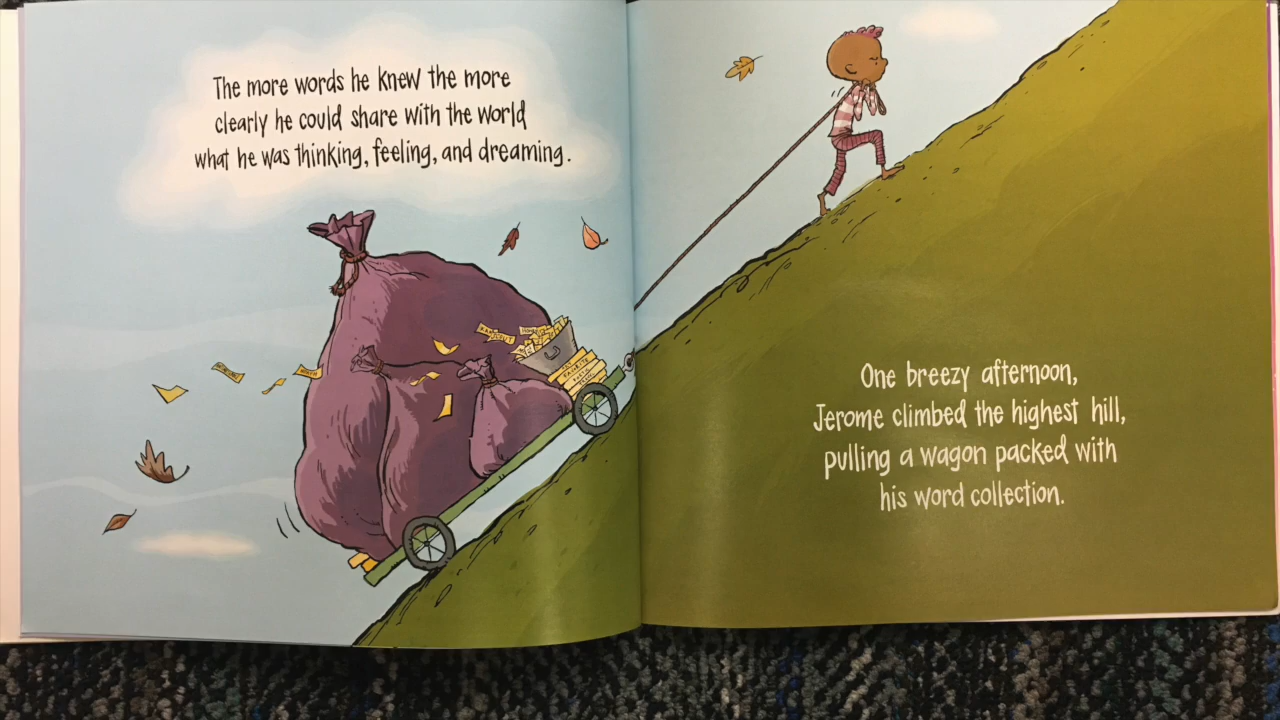 The more words he knew the more
clearly he could share with the world
what he was thinking, feeling, and dreaming.
One breezy afternoon,
Jerome climbed the highest hill,
pulling a wagon packed with
his word collection.